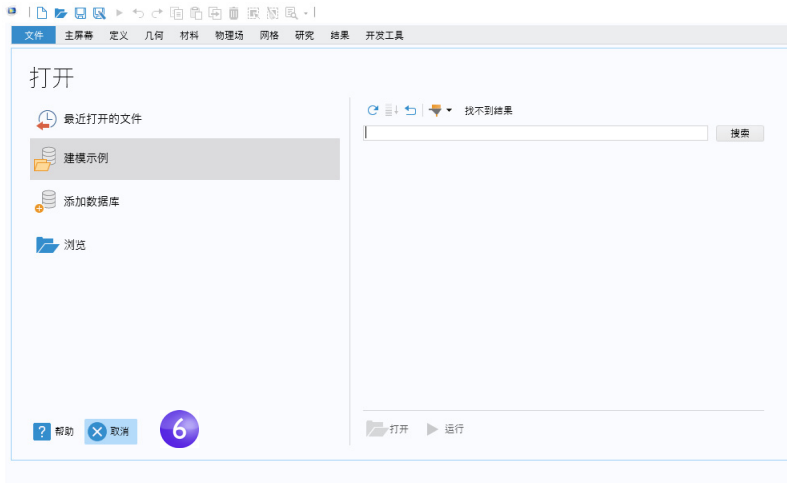 文件 主屏幕 定义 几何 材料 物理场 网格 研究 结果 开发工具
打开
最近打开的文件
建模示例
添加数据库
浏览
找不到结果
搜索
? 帮助 取消 6
打开 运行